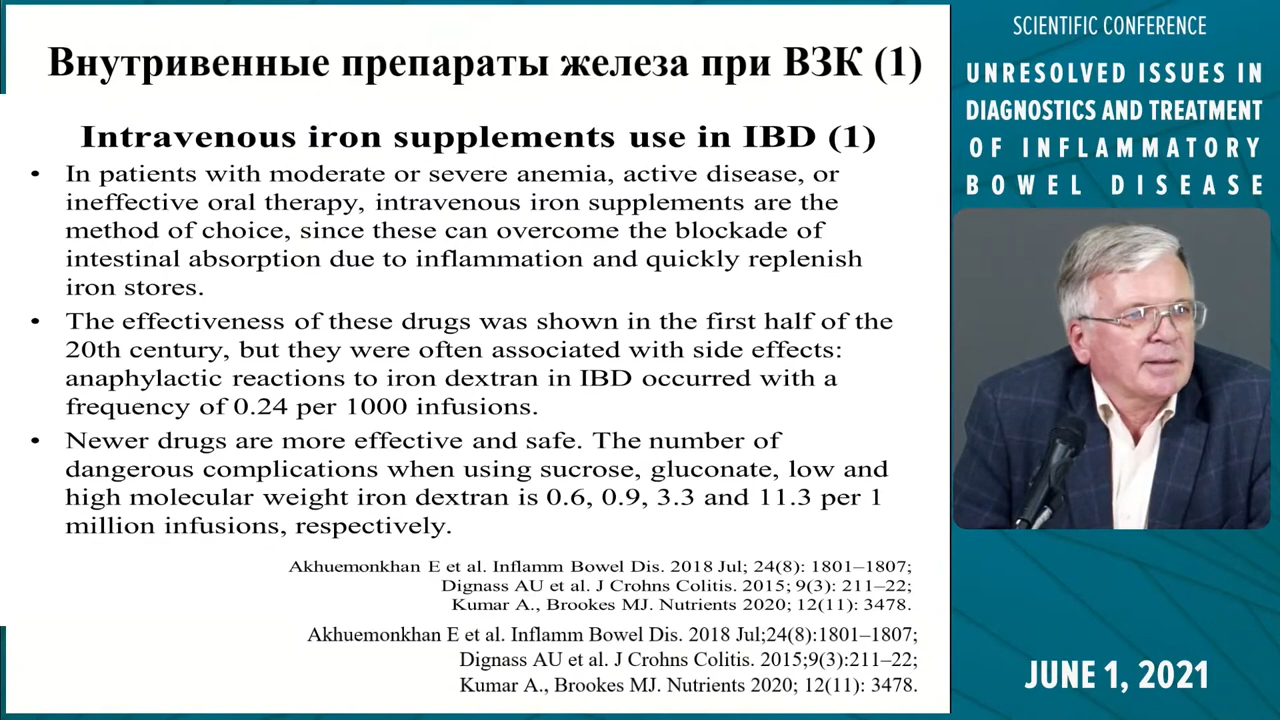 Внутривенные препараты железа при ВЗК (1)
Intravenous iron supplements use in IBD (1)
• In patients with moderate or severe anemia, active disease, or
ineffective oral therapy, intravenous iron supplements are the
method of choice, since these can overcome the blockade of
intestinal absorption due to inflammation and quickly replenish
iron stores.
• The effectiveness of these drugs was shown in the first half of the
20th century, but they were often associated with side effects:
anaphylactic reactions to iron dextran in IBD occurred with a
frequency of 0.24 per 1000 infusions.
• Newer drugs are more effective and safe. The number of
dangerous complications when using sucrose, gluconate, low and
high molecular weight iron dextran is 0.6, 0.9, 3.3 and 11.3 per 1
million infusions, respectively.
Akhuemonkhan E et al. Inflamm Bowel Dis. 2018 Jul; 24(8): 1801–1807;
Dignass AU et al. J Crohns Colitis. 2015; 9(3): 211–22;
Kumar A., Brookes MJ. Nutrients 2020; 12(11): 3478.
Akhuemonkhan E et al. Inflamm Bowel Dis. 2018 Jul;24(8):1801–1807;
Dignass AU et al. J Crohns Colitis. 2015;9(3):211–22;
Kumar A., Brookes MJ. Nutrients 2020; 12(11): 3478.
SCIENTIFIC CONFERENCE
UNRESOLVED ISSUES IN
DIAGNOSTICS AND TREATMENT
OF INFLAMMATORY
BOWEL DISEASE
JUNE 1, 2021